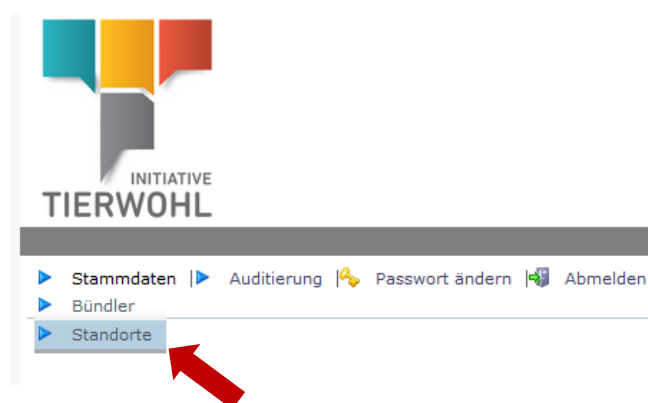 INITIATIVE
TIERWOHL
Stammdaten | Auditierung | Passwort ändern | Abmelden
Bündler
Standorte